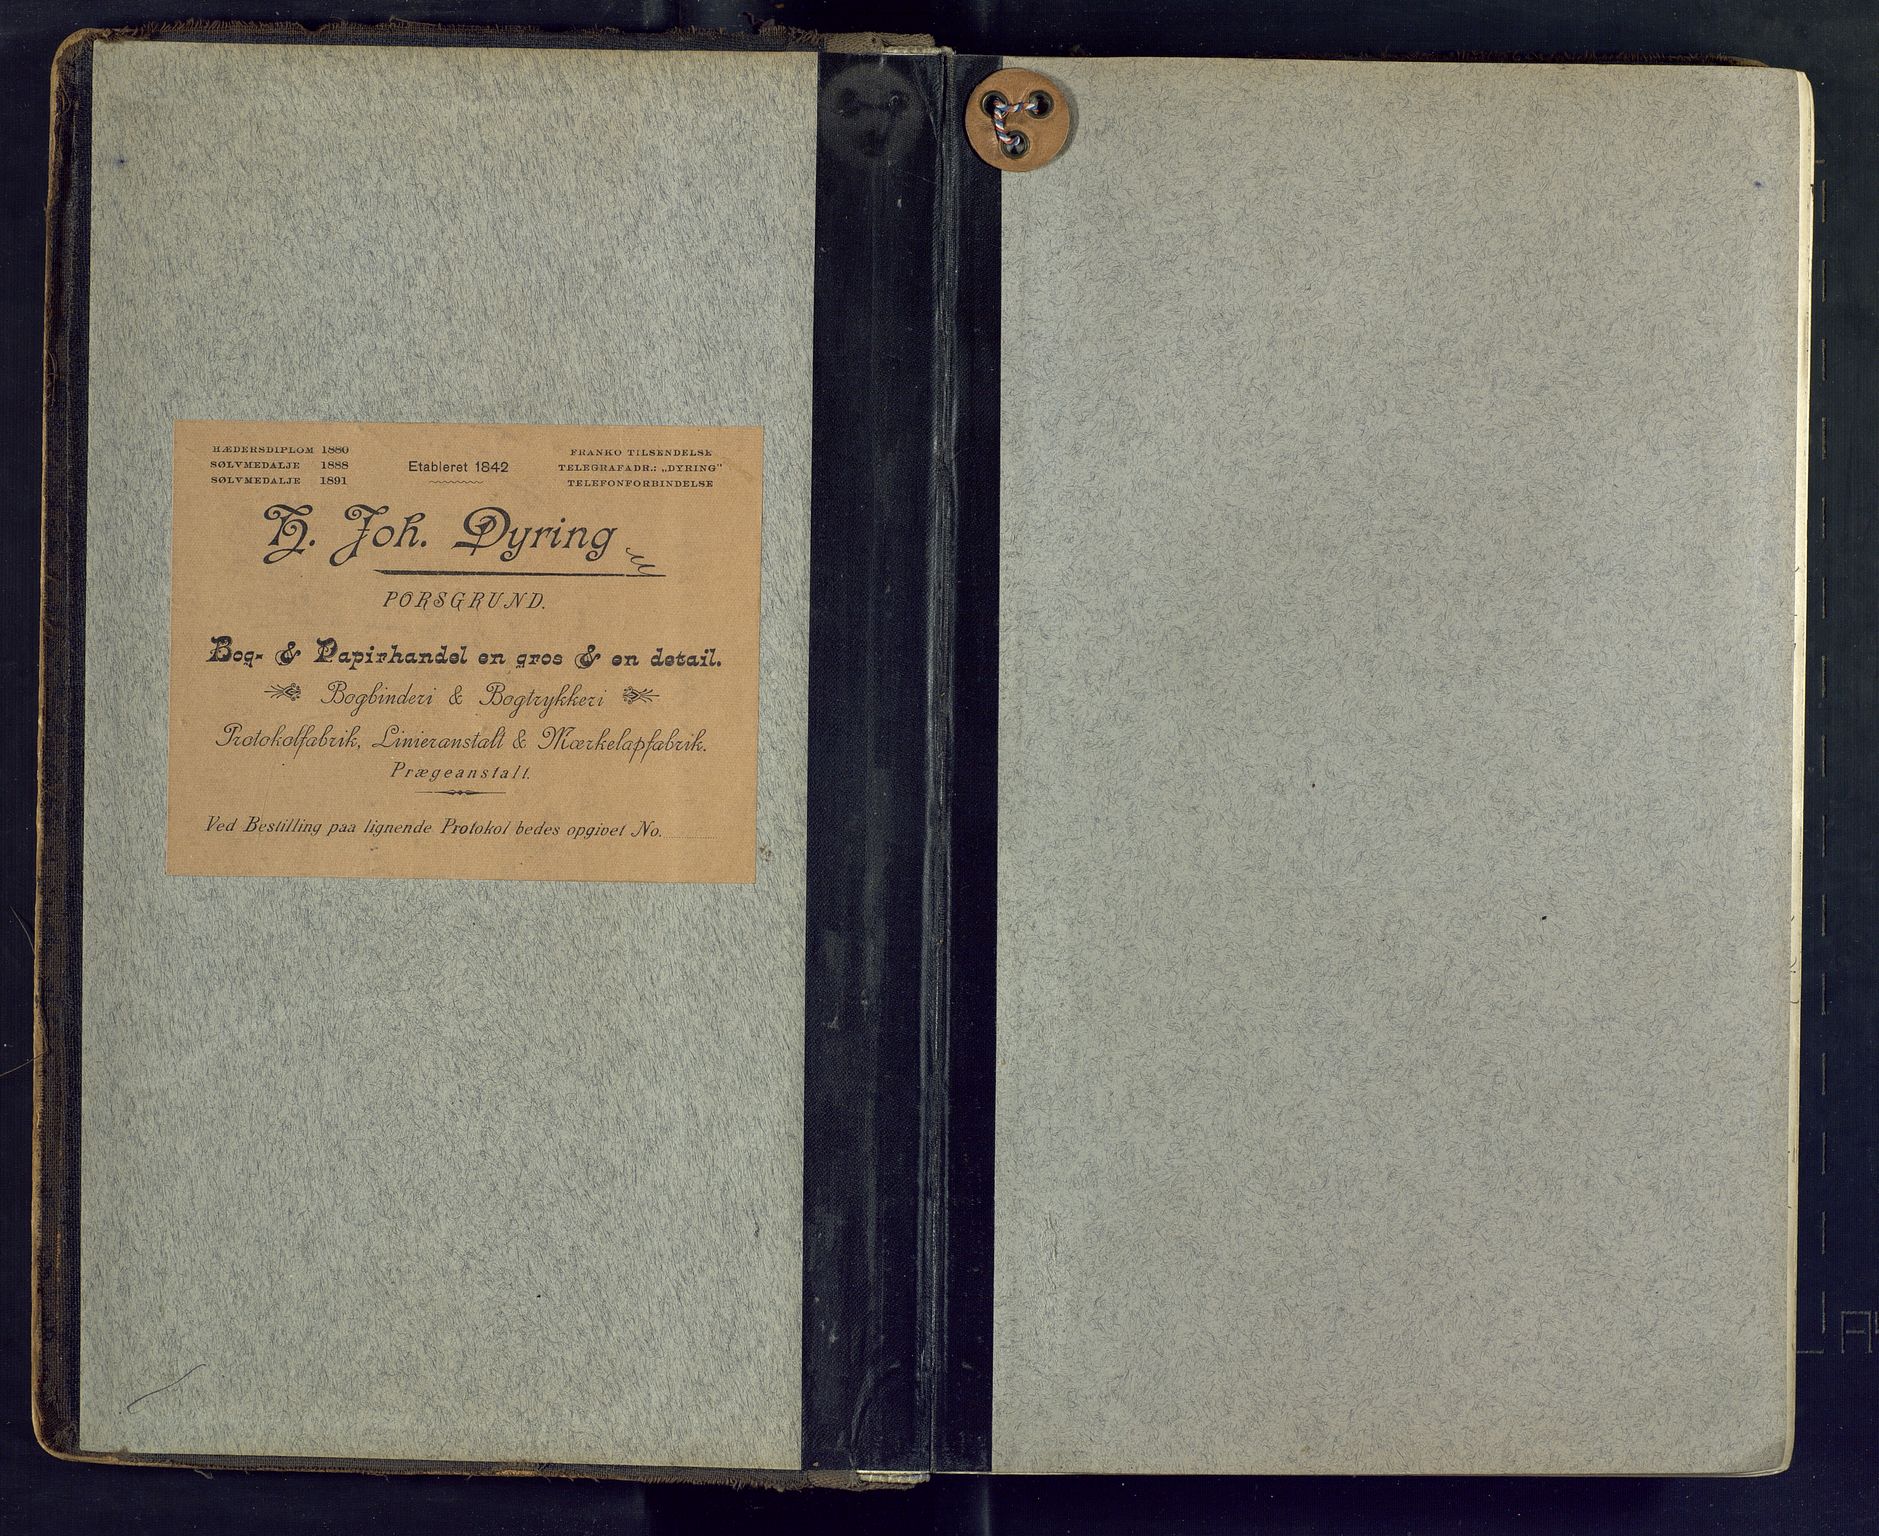 HÆDERSDIPLOM 1880
SØLVMEDALJE 1888
SØLVMEDALJE 1891
Etableret 1842
FRANKO TILSENDELSE
TELEGRAFADR.: „DYRING"
TELEFONFORBINDELSE
H. Joh. Dyring
PORSGRUND.
Bog- & Papirhandel en gros & en detail.
Bogbinderi & Bogtrykkeri
Protokolfabrik, Linieranstalt & Mærkelapfabrik.
Prægeanstalt.
Ved Bestilling paa lignende Protokol bedes opgivet No.